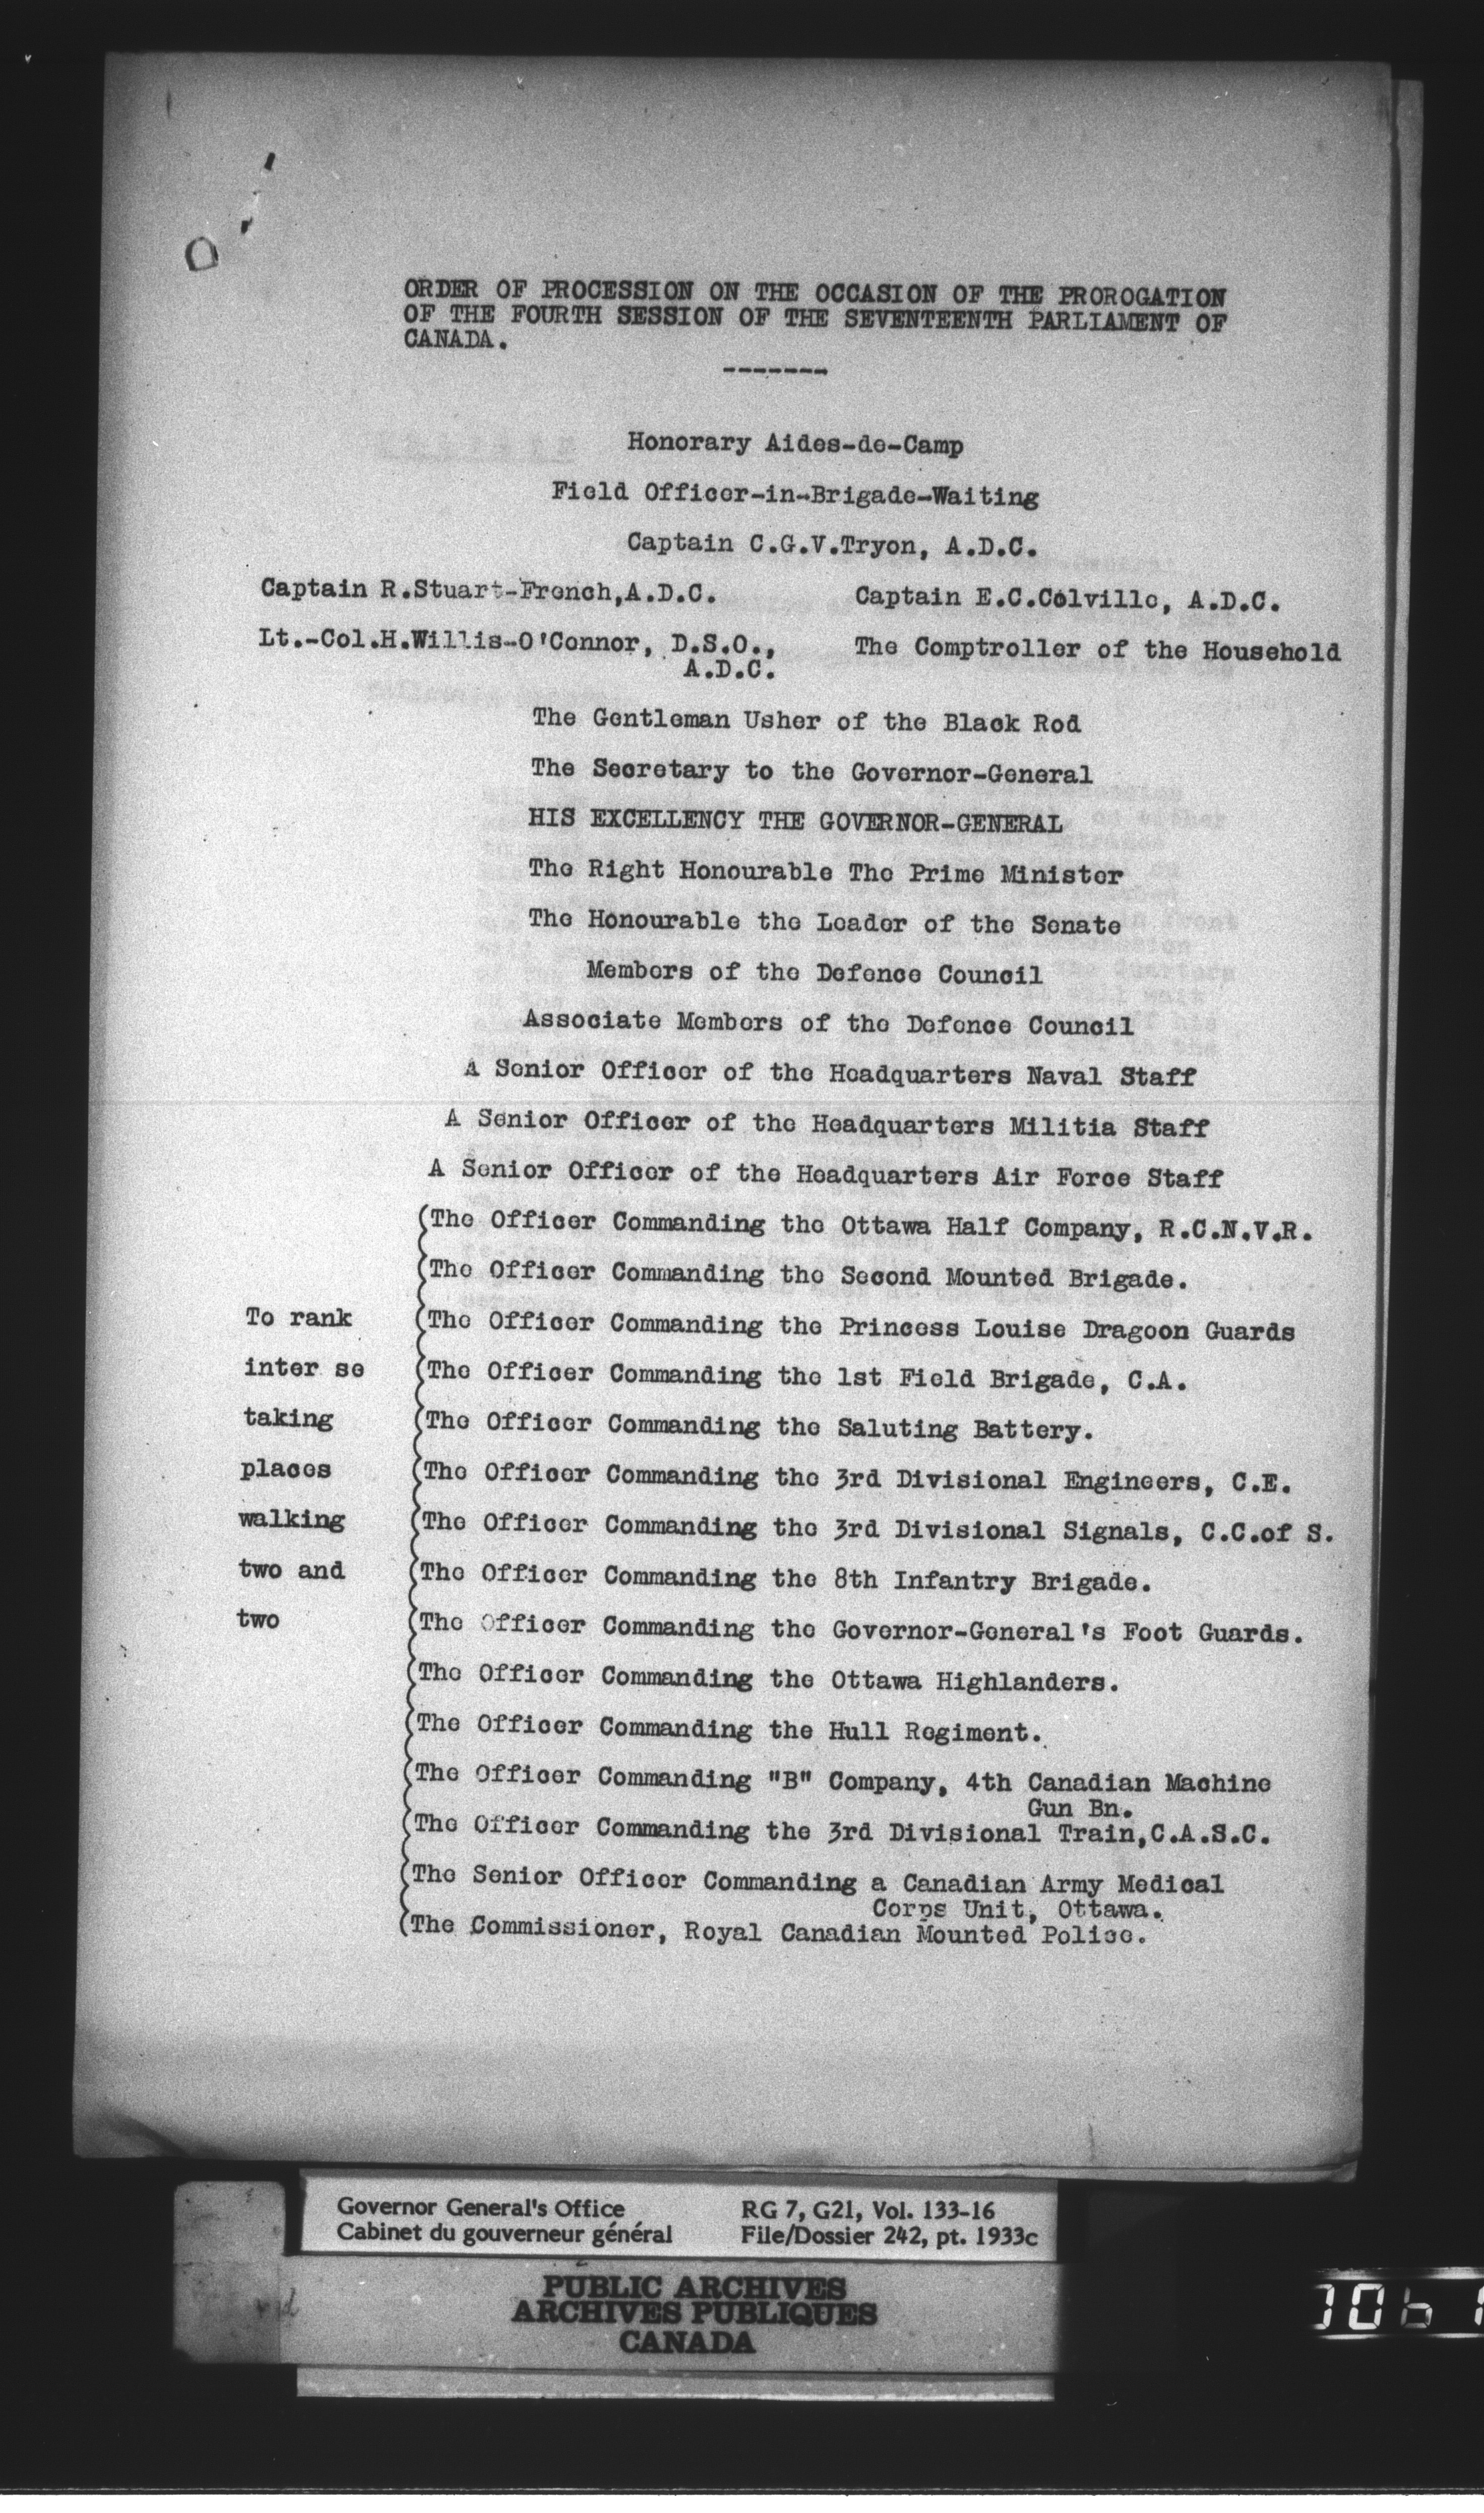 ORDER OF PROCESSION ON THE OCCASION OF THE PROROGATION
OF THE FOURTH SESSION OF THE SEVENTEENTH PARLIAMENT OF
CANADA.
-------
Honorary Aides-de-Camp
Field Officer-in-Brigade-Waiting
Captain C.G.V.Tryon, A.D.C.
Captain R.Stuart-French,A.D.C. Captain E.C.Colville, A.D.C.
Lt.-Col.H.Willis-O'Connor, D.S.O., The Comptroller of the Household
A.D.C.
The Gentleman Usher of the Black Rod
The Secretary to the Governor-General
HIS EXCELLENCY THE GOVERNOR-GENERAL
The Right Honourable The Prime Minister
The Honourable the Leader of the Senate
Members of the Defence Council
Associate Members of the Defence Council
A Senior Officer of the Headquarters Naval Staff
A Senior Officer of the Headquarters Militia Staff
A Senior Officer of the Headquarters Air Force Staff
(The Officer Commanding the Ottawa Half Company, R.C.N.V.R.
(The Officer Commanding the Second Mounted Brigade.
To rank (The Officer Commanding the Princess Louise Dragoon Guards
inter se (The Officer Commanding the 1st Field Brigade, C.A.
taking (The Officer Commanding the Saluting Battery.
places (The Officer Commanding the 3rd Divisional Engineers, C.E.
walking (The Officer Commanding the 3rd Divisional Signals, C.C.of S.
two and (The Officer Commanding the 8th Infantry Brigade.
two (The Officer Commanding the Governor-General's Foot Guards.
(The Officer Commanding the Ottawa Highlanders.
(The Officer Commanding the Hull Regiment.
(The Officer Commanding "B" Company, 4th Canadian Machine
Gun Bn.
(The Officer Commanding the 3rd Divisional Train,C.A.S.C.
(The Senior Officer Commanding a Canadian Army Medical
Corps Unit, Ottawa.
(The Commissioner, Royal Canadian Mounted Police.
Governor General's Office RG 7, G21, Vol. 133-16
Cabinet du gouverneur général File/Dossier 242, pt. 1933c
PUBLIC ARCHIVES
ARCHIVES PUBLIQUES
CANADA